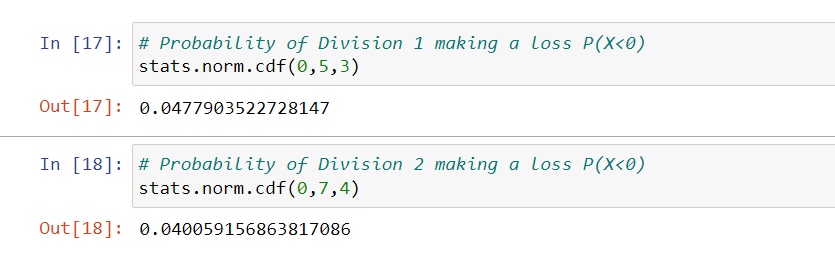 In [17]: # Probability of Division 1 making a loss P(X<0)
stats.norm.cdf(0,5,3)
Out[17]: 0.0477903522728147
In [18]: # Probability of Division 2 making a loss P(X<0)
stats.norm.cdf(0,7,4)
Out[18]: 0.040059156863817086